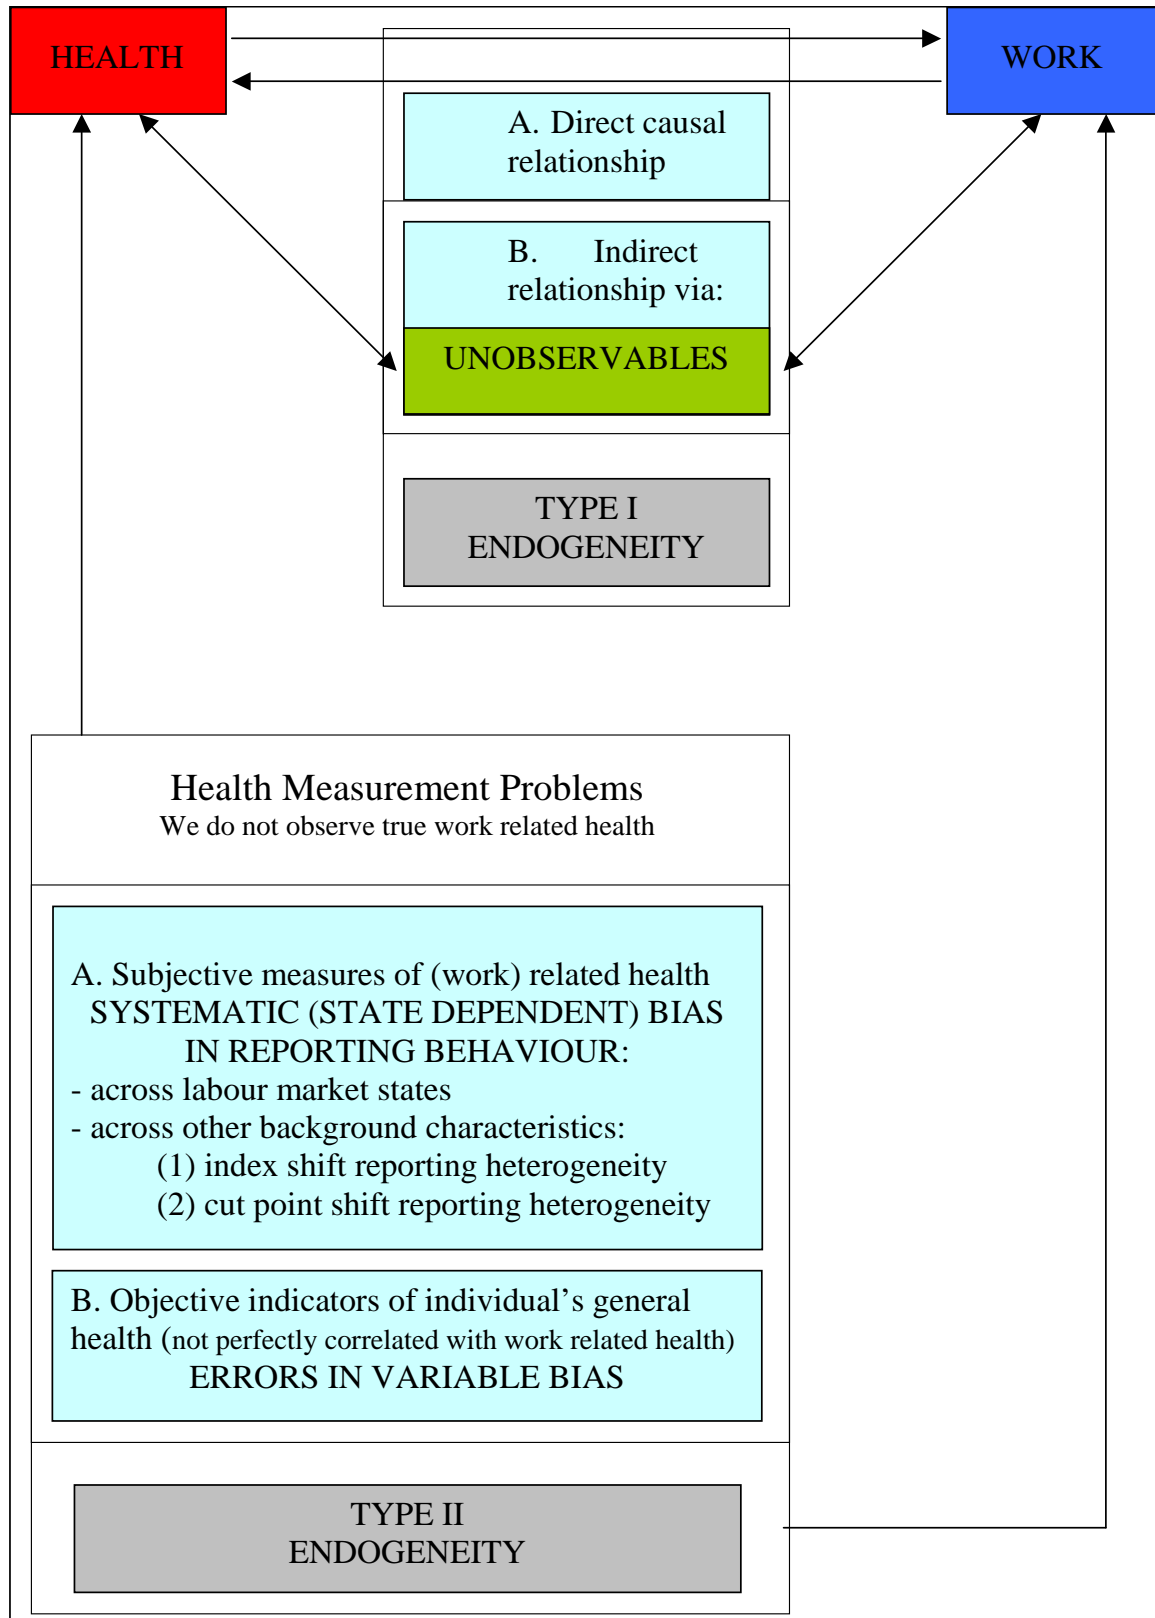 HEALTH
WORK
A. Direct causal
relationship
B. Indirect
relationship via:
UNOBSERVABLES
TYPE I
ENDOGENEITY
Health Measurement Problems
We do not observe true work related health
A. Subjective measures of (work) related health
SYSTEMATIC (STATE DEPENDENT) BIAS
IN REPORTING BEHAVIOUR:
- across labour market states
- across other background characteristics:
(1) index shift reporting heterogeneity
(2) cut point shift reporting heterogeneity
B. Objective indicators of individual’s general
health (not perfectly correlated with work related health)
ERRORS IN VARIABLE BIAS
TYPE II
ENDOGENEITY